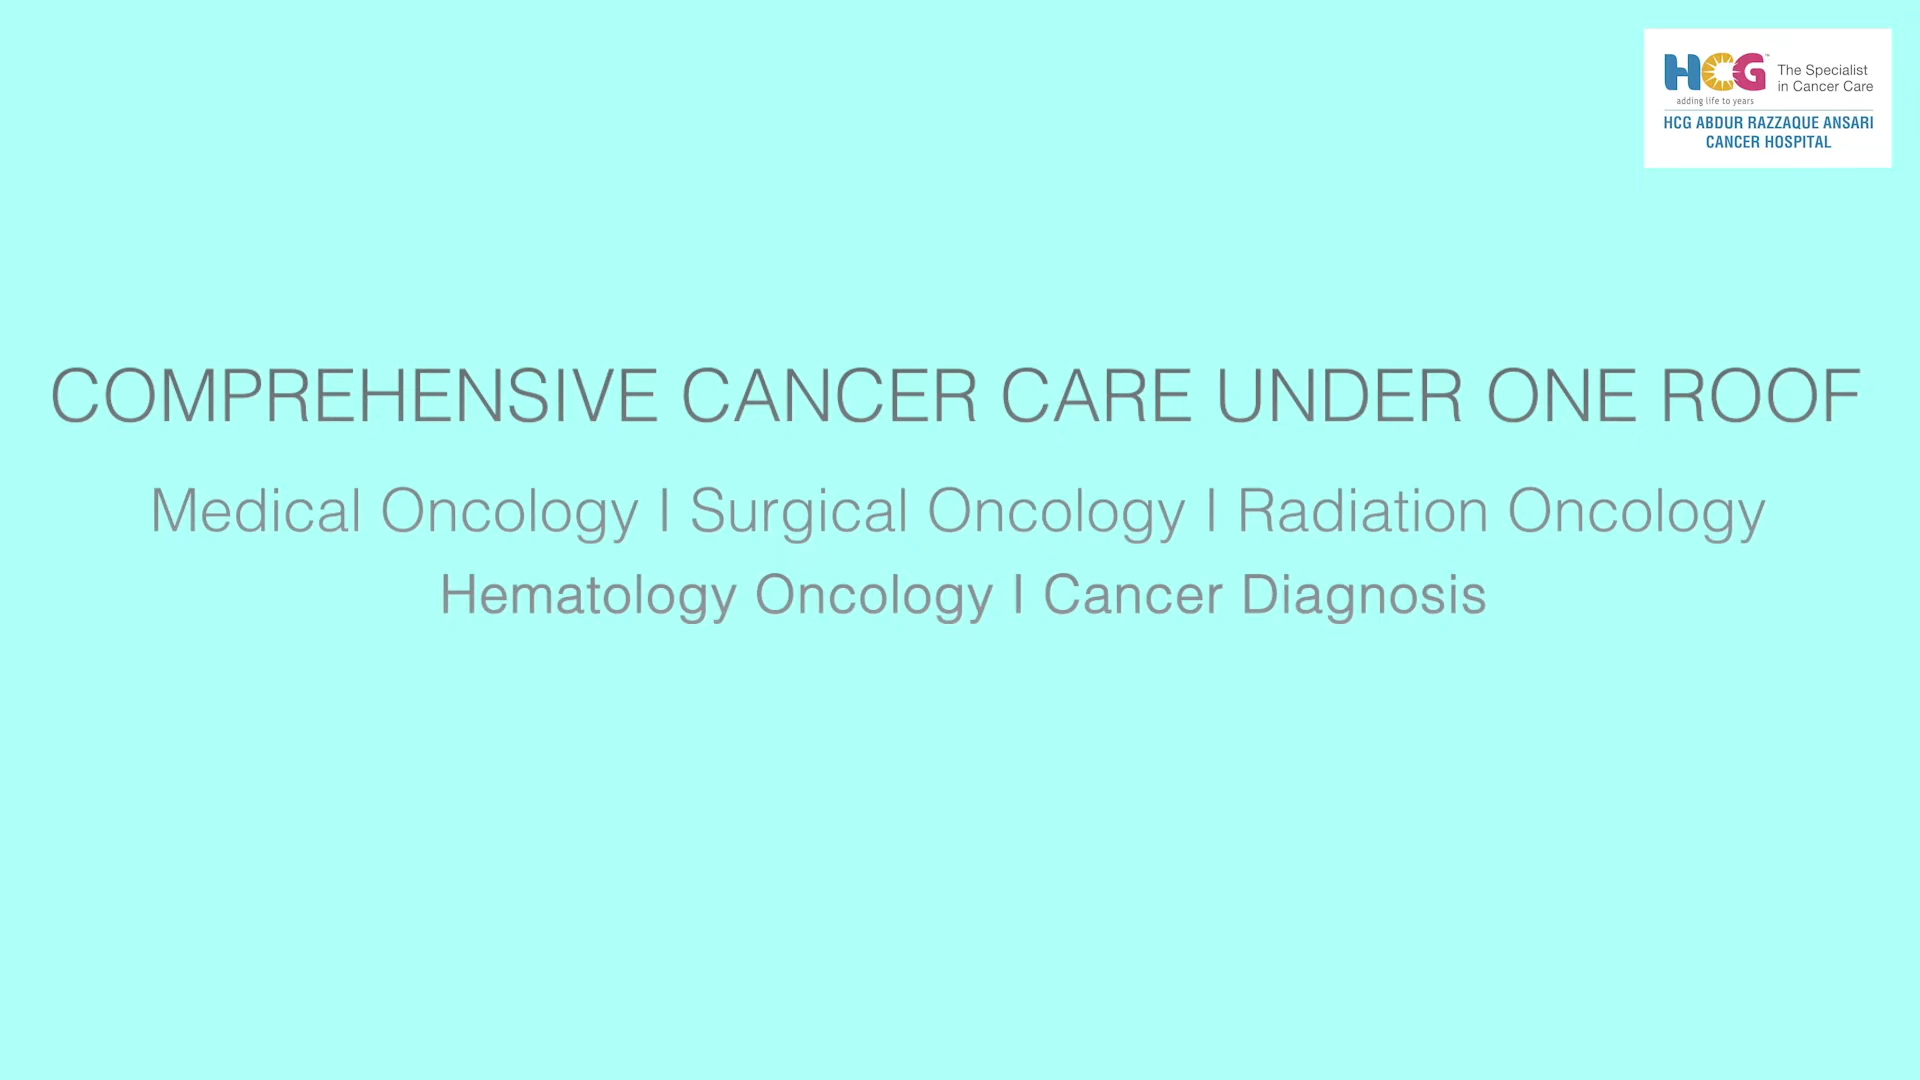 HCG™ The Specialist
in Cancer Care
adding life to years
HCG ABDUR RAZZAQUE ANSARI
CANCER HOSPITAL
COMPREHENSIVE CANCER CARE UNDER ONE ROOF
Medical Oncology I Surgical Oncology I Radiation Oncology
Hematology Oncology I Cancer Diagnosis